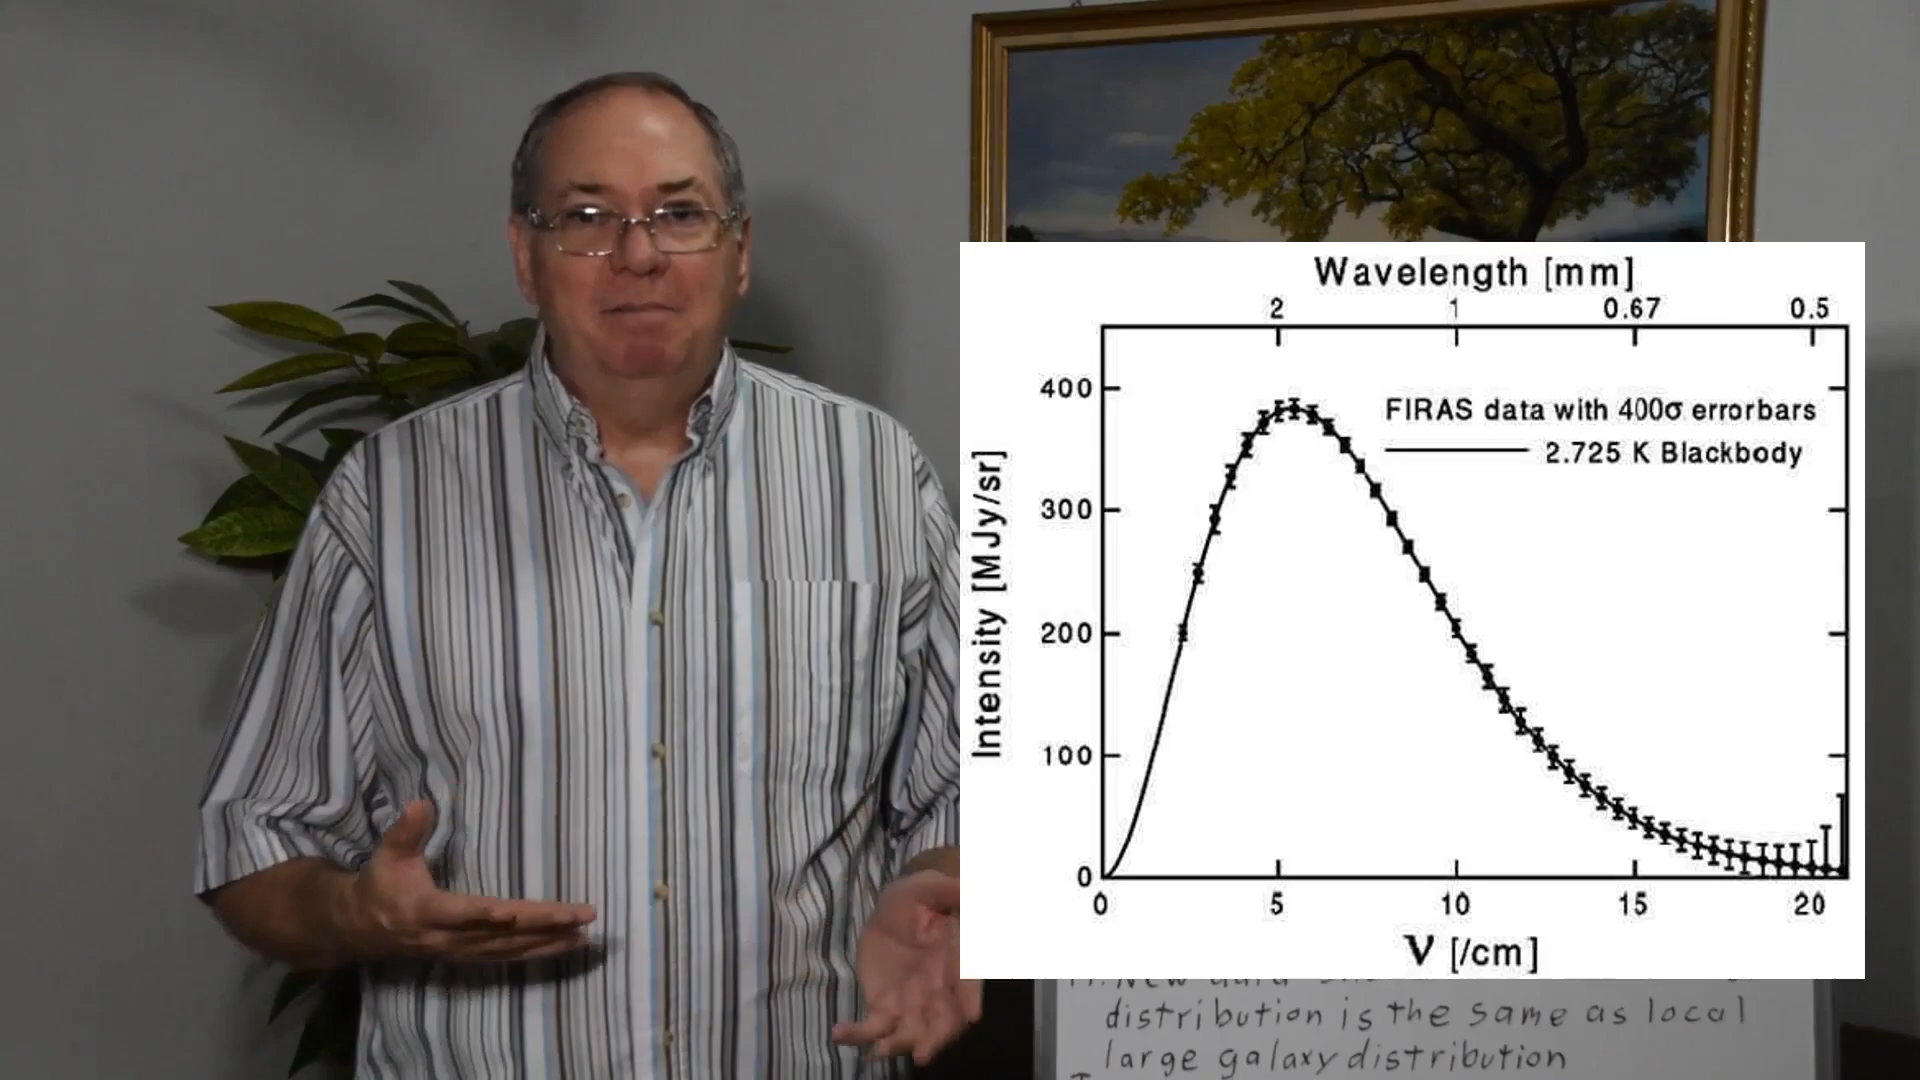 Wavelength [mm]
2 1 0.67 0.5
400
300
200
100
0
Intensity [MJy/sr]
FIRAS data with 400σ errorbars
2.725 K Blackbody
0 5 10 15 20
ν [/cm]
distribution is the same as local
large galaxy distribution